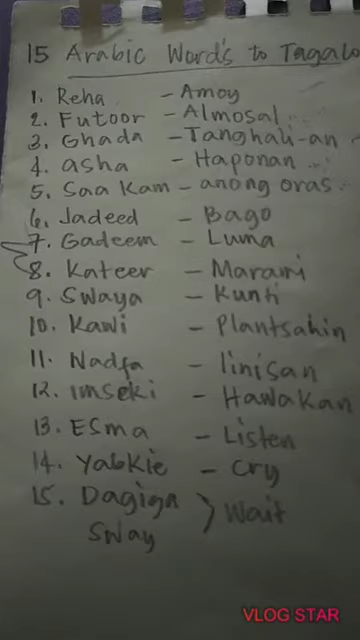 15 Arabic Word's to Tagalo
1. Reha - Amoy
2. Futoor - Almosal
3. Ghada - Tanghali-an
4. asha - Haponan
5. Saa kam - anong oras
6. Jadeed - Bago
7. Gadeem - Luma
8. Kateer - Marami
9. Swaya - Kunti
10. Kawi - Plantsahin
11. Nadfa - linisan
12. imseki - Hawakan
13. Esma - Listen
14. Yabkie - Cry
15. Dagiga > Wait
Sway
VLOG STAR